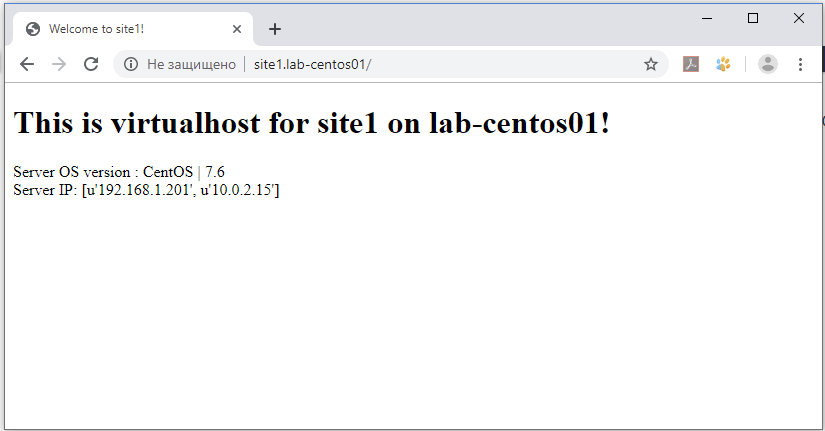 Welcome to site1!
Не защищено site1.lab-centos01/
This is virtualhost for site1 on lab-centos01!
Server OS version : CentOS | 7.6
Server IP: [u'192.168.1.201', u'10.0.2.15']